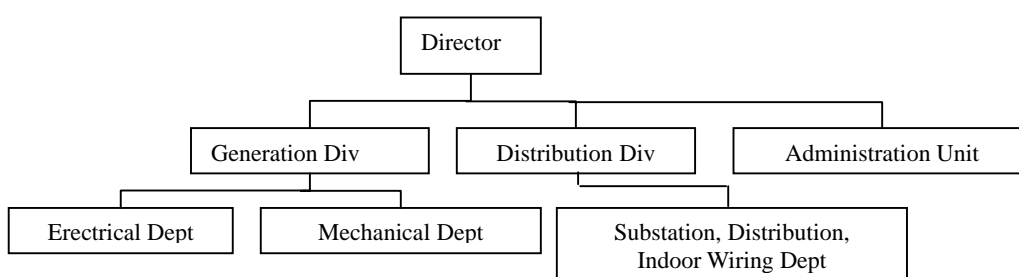 Director
Generation Div
Distribution Div
Administration Unit
Erectrical Dept
Mechanical Dept
Substation, Distribution,
Indoor Wiring Dept